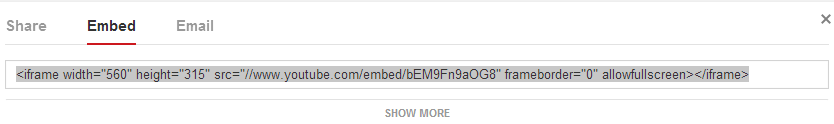 Share Embed Email
<iframe width="560" height="315" src="//www.youtube.com/embed/bEM9Fn9aOG8" frameborder="0" allowfullscreen></iframe>
SHOW MORE